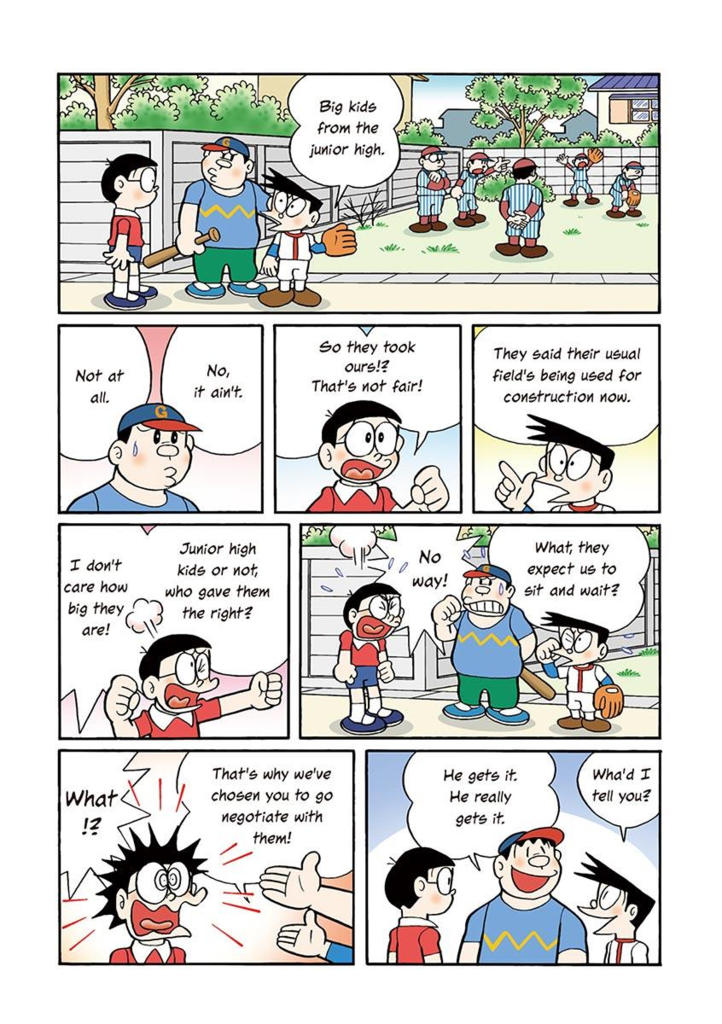 Big kids
from the
junior high.
They said their usual
field's being used for
construction now.
So they took
ours!?
That's not fair!
No,
it ain't.
Not at
all.
G
What, they
expect us to
sit and wait?
No
way!
Junior high
kids or not,
who gave them
the right?
I don't
care how
big they
are!
Wha'd I
tell you?
He gets it.
He really
gets it.
That's why we've
chosen you to go
negotiate with
them!
What
!?